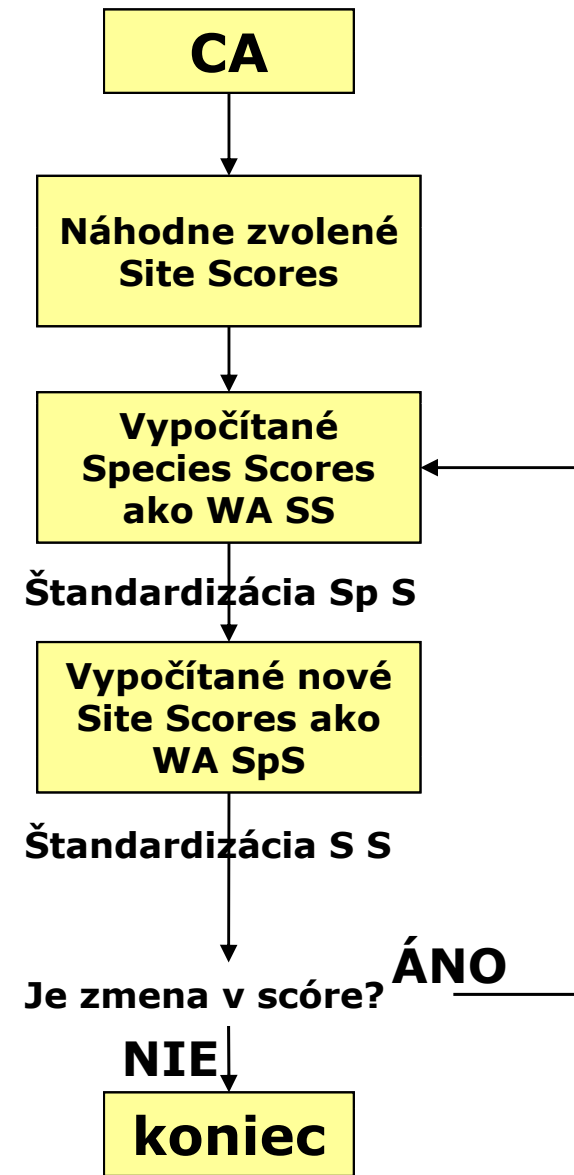 CA
Náhodne zvolené
Site Scores
Vypočítané
Species Scores
ako WA SS
Štandardizácia Sp S
Vypočítané nové
Site Scores ako
WA SpS
Štandardizácia S S
Je zmena v scóre?
ÁNO
NIE
koniec